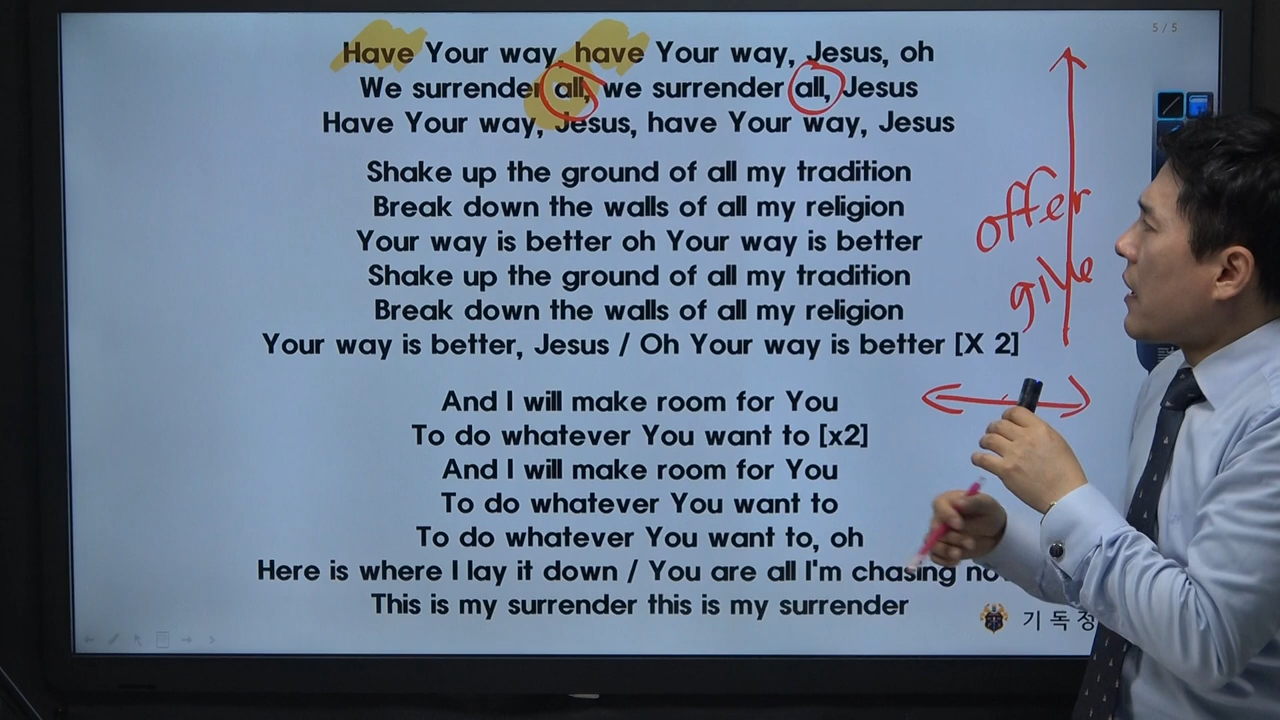 5 / 5
Have Your way, have Your way, Jesus, oh
We surrender all, we surrender all, Jesus
Have Your way, Jesus, have Your way, Jesus
Shake up the ground of all my tradition
Break down the walls of all my religion
Your way is better oh Your way is better
Shake up the ground of all my tradition
Break down the walls of all my religion
Your way is better, Jesus / Oh Your way is better [X 2]
offer
give
And I will make room for You
To do whatever You want to [x2]
And I will make room for You
To do whatever You want to
To do whatever You want to, oh
Here is where I lay it down / You are all I'm chasing
This is my surrender this is my surrender
기독정